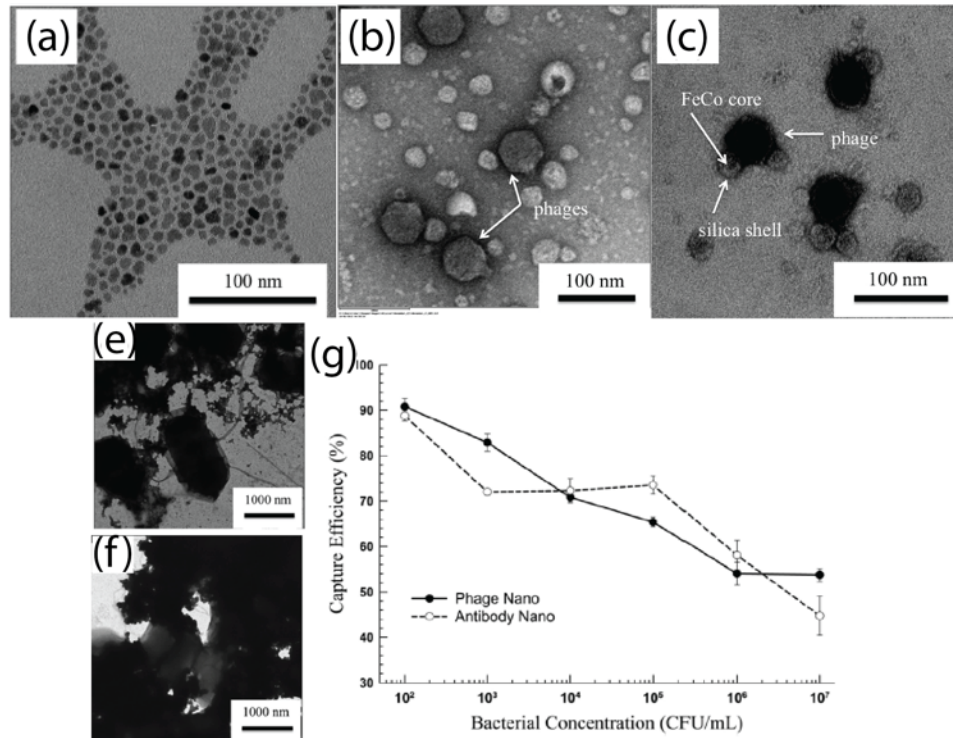 (a)
100 nm
(b)
phages
100 nm
(c)
FeCo core
phage
silica shell
100 nm
(e)
1000 nm
(f)
1000 nm
(g)
Capture Efficiency (%)
100
90
80
70
60
50
40
30
Phage Nano
Antibody Nano
10² 10³ 10⁴ 10⁵ 10⁶ 10⁷
Bacterial Concentration (CFU/mL)